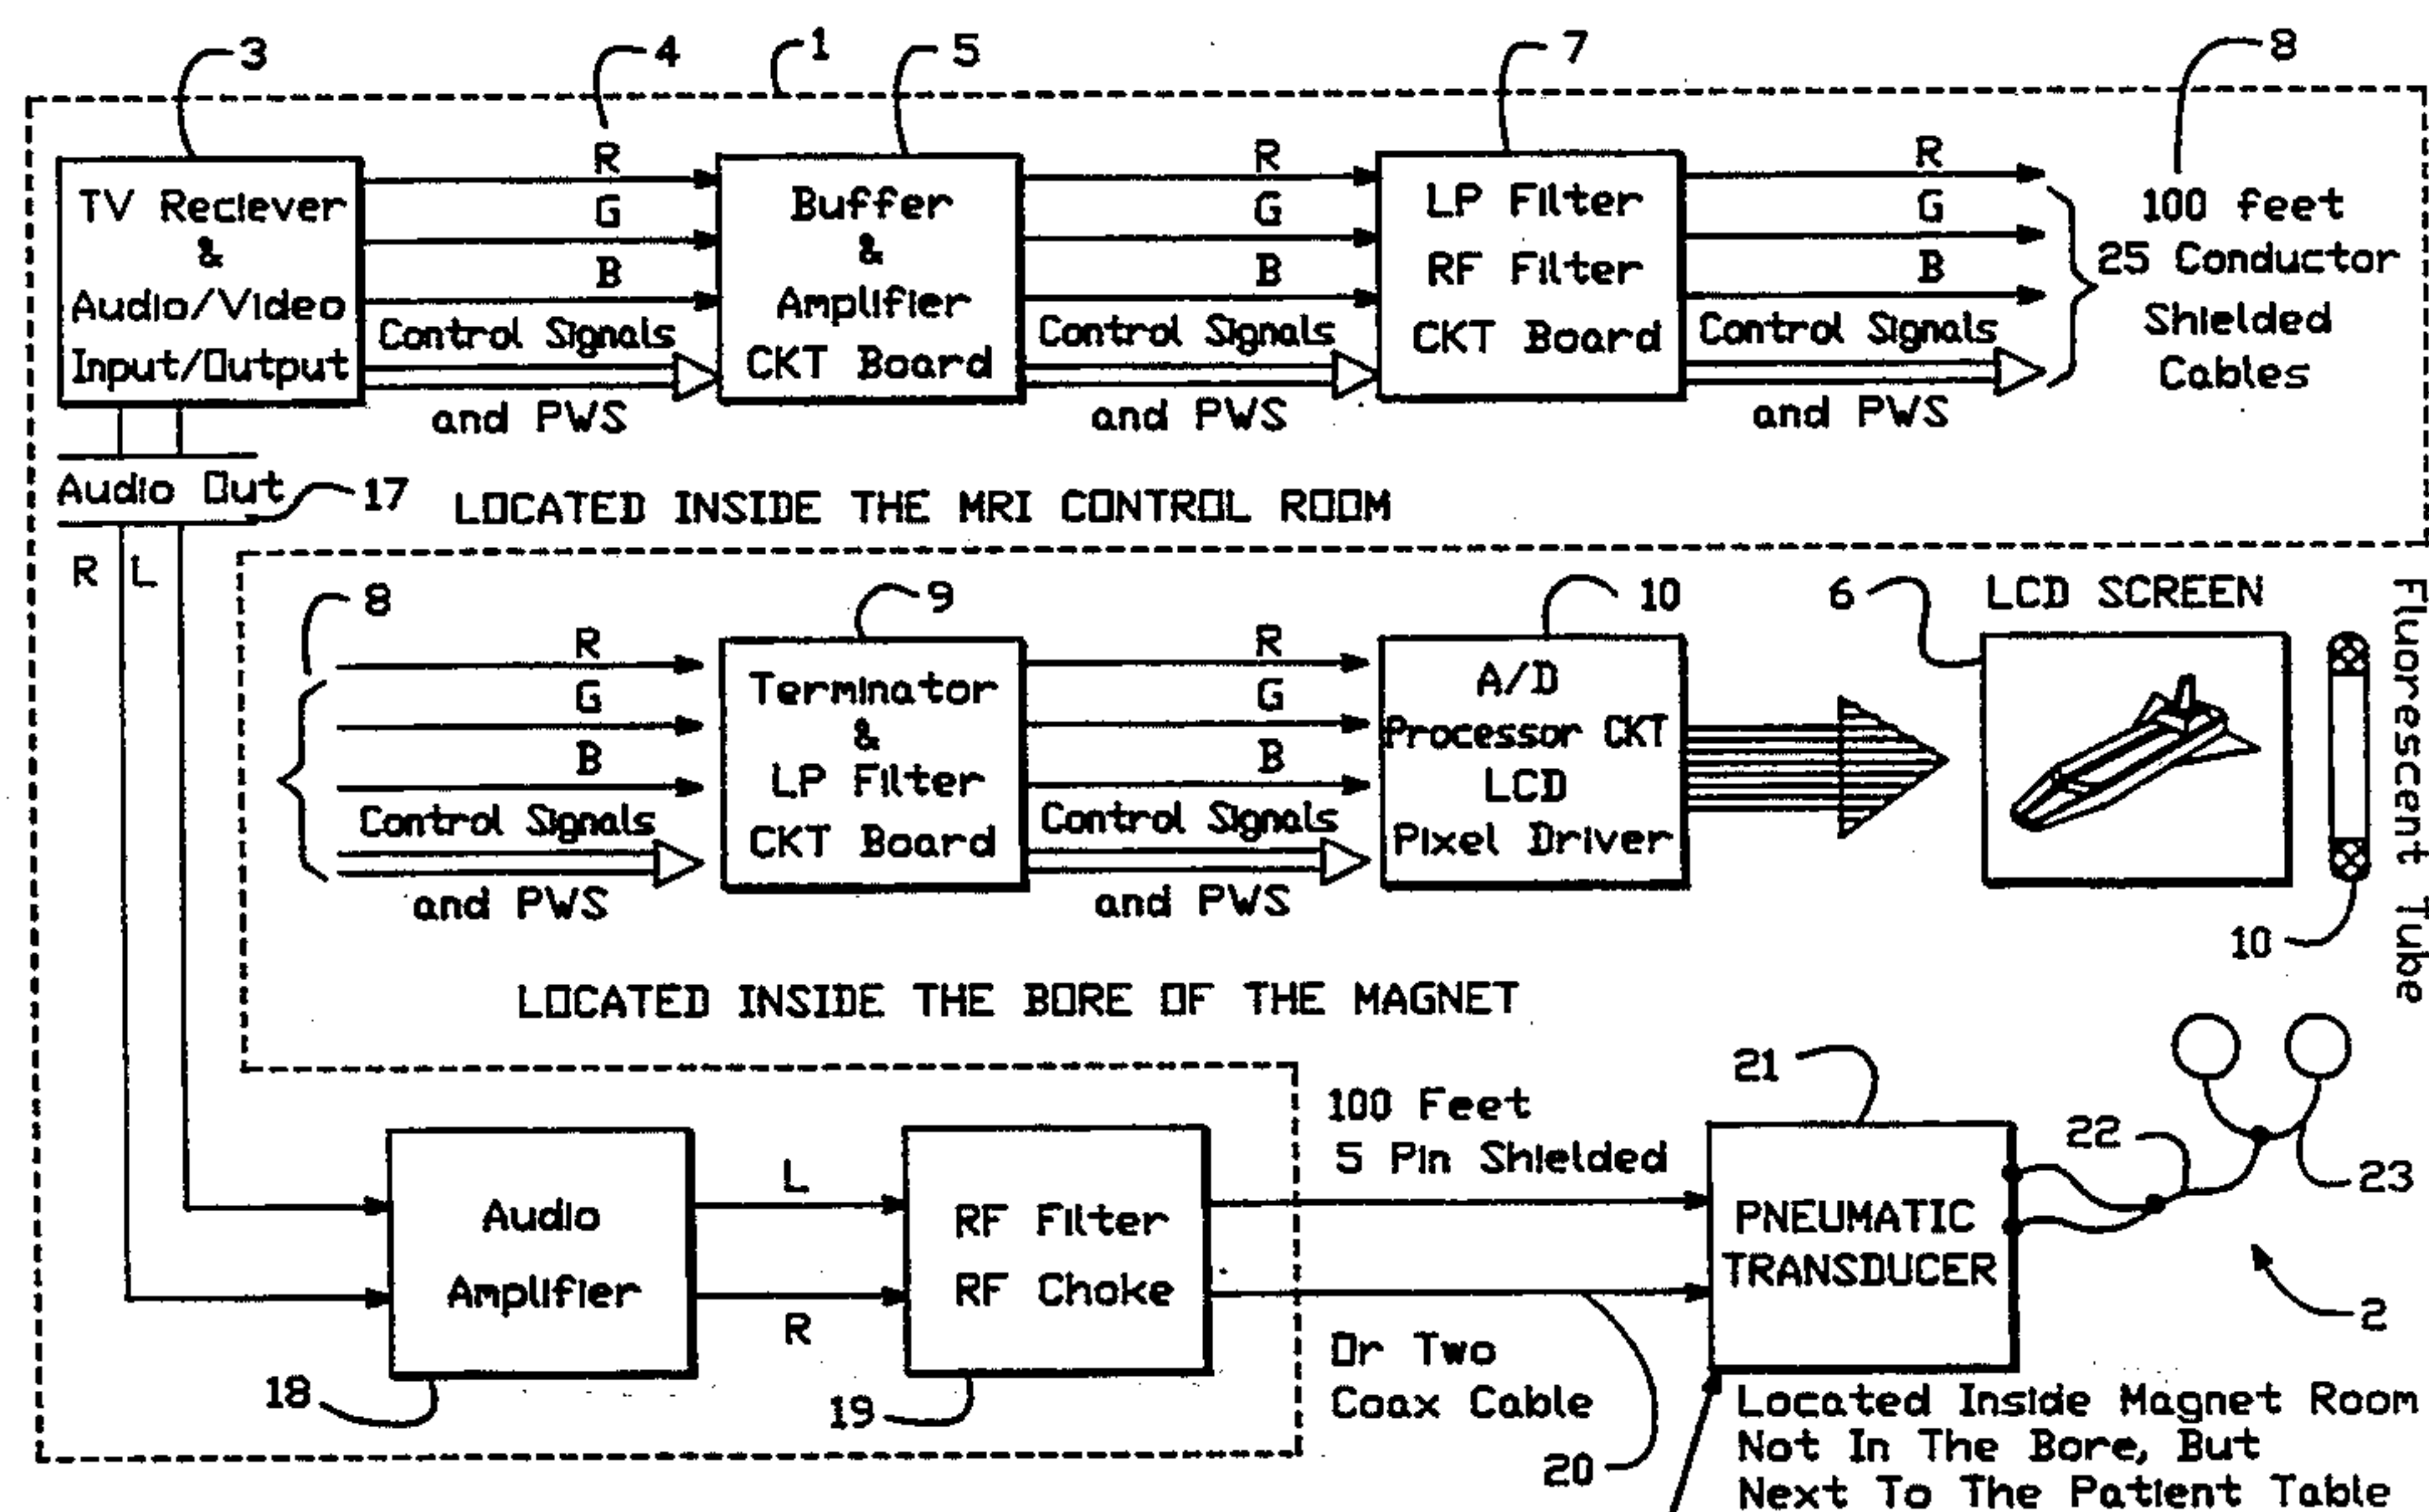 3
4
1
5
7
8
TV Reciever
&
Audio/Video
Input/Output
R
G
B
Control Signals
and PWS
Buffer
&
Amplifier
CKT Board
R
G
B
Control Signals
and PWS
LP Filter
RF Filter
CKT Board
R
G
B
Control Signals
and PWS
100 feet
25 Conductor
Shielded
Cables
Audio Out
17
LOCATED INSIDE THE MRI CONTROL ROOM
R L
8
R
G
B
Control Signals
and PWS
9
Terminator
&
LP Filter
CKT Board
R
G
B
Control Signals
and PWS
10
A/D
Processor CKT
LCD
Pixel Driver
6
LCD SCREEN
Fluorescent Tube
10
LOCATED INSIDE THE BORE OF THE MAGNET
Audio
Amplifier
18
L
R
RF Filter
RF Choke
19
100 Feet
5 Pin Shielded
Or Two
Coax Cable
20
21
PNEUMATIC
TRANSDUCER
22
23
2
Located Inside Magnet Room
Not In The Bore, But
Next To The Patient Table